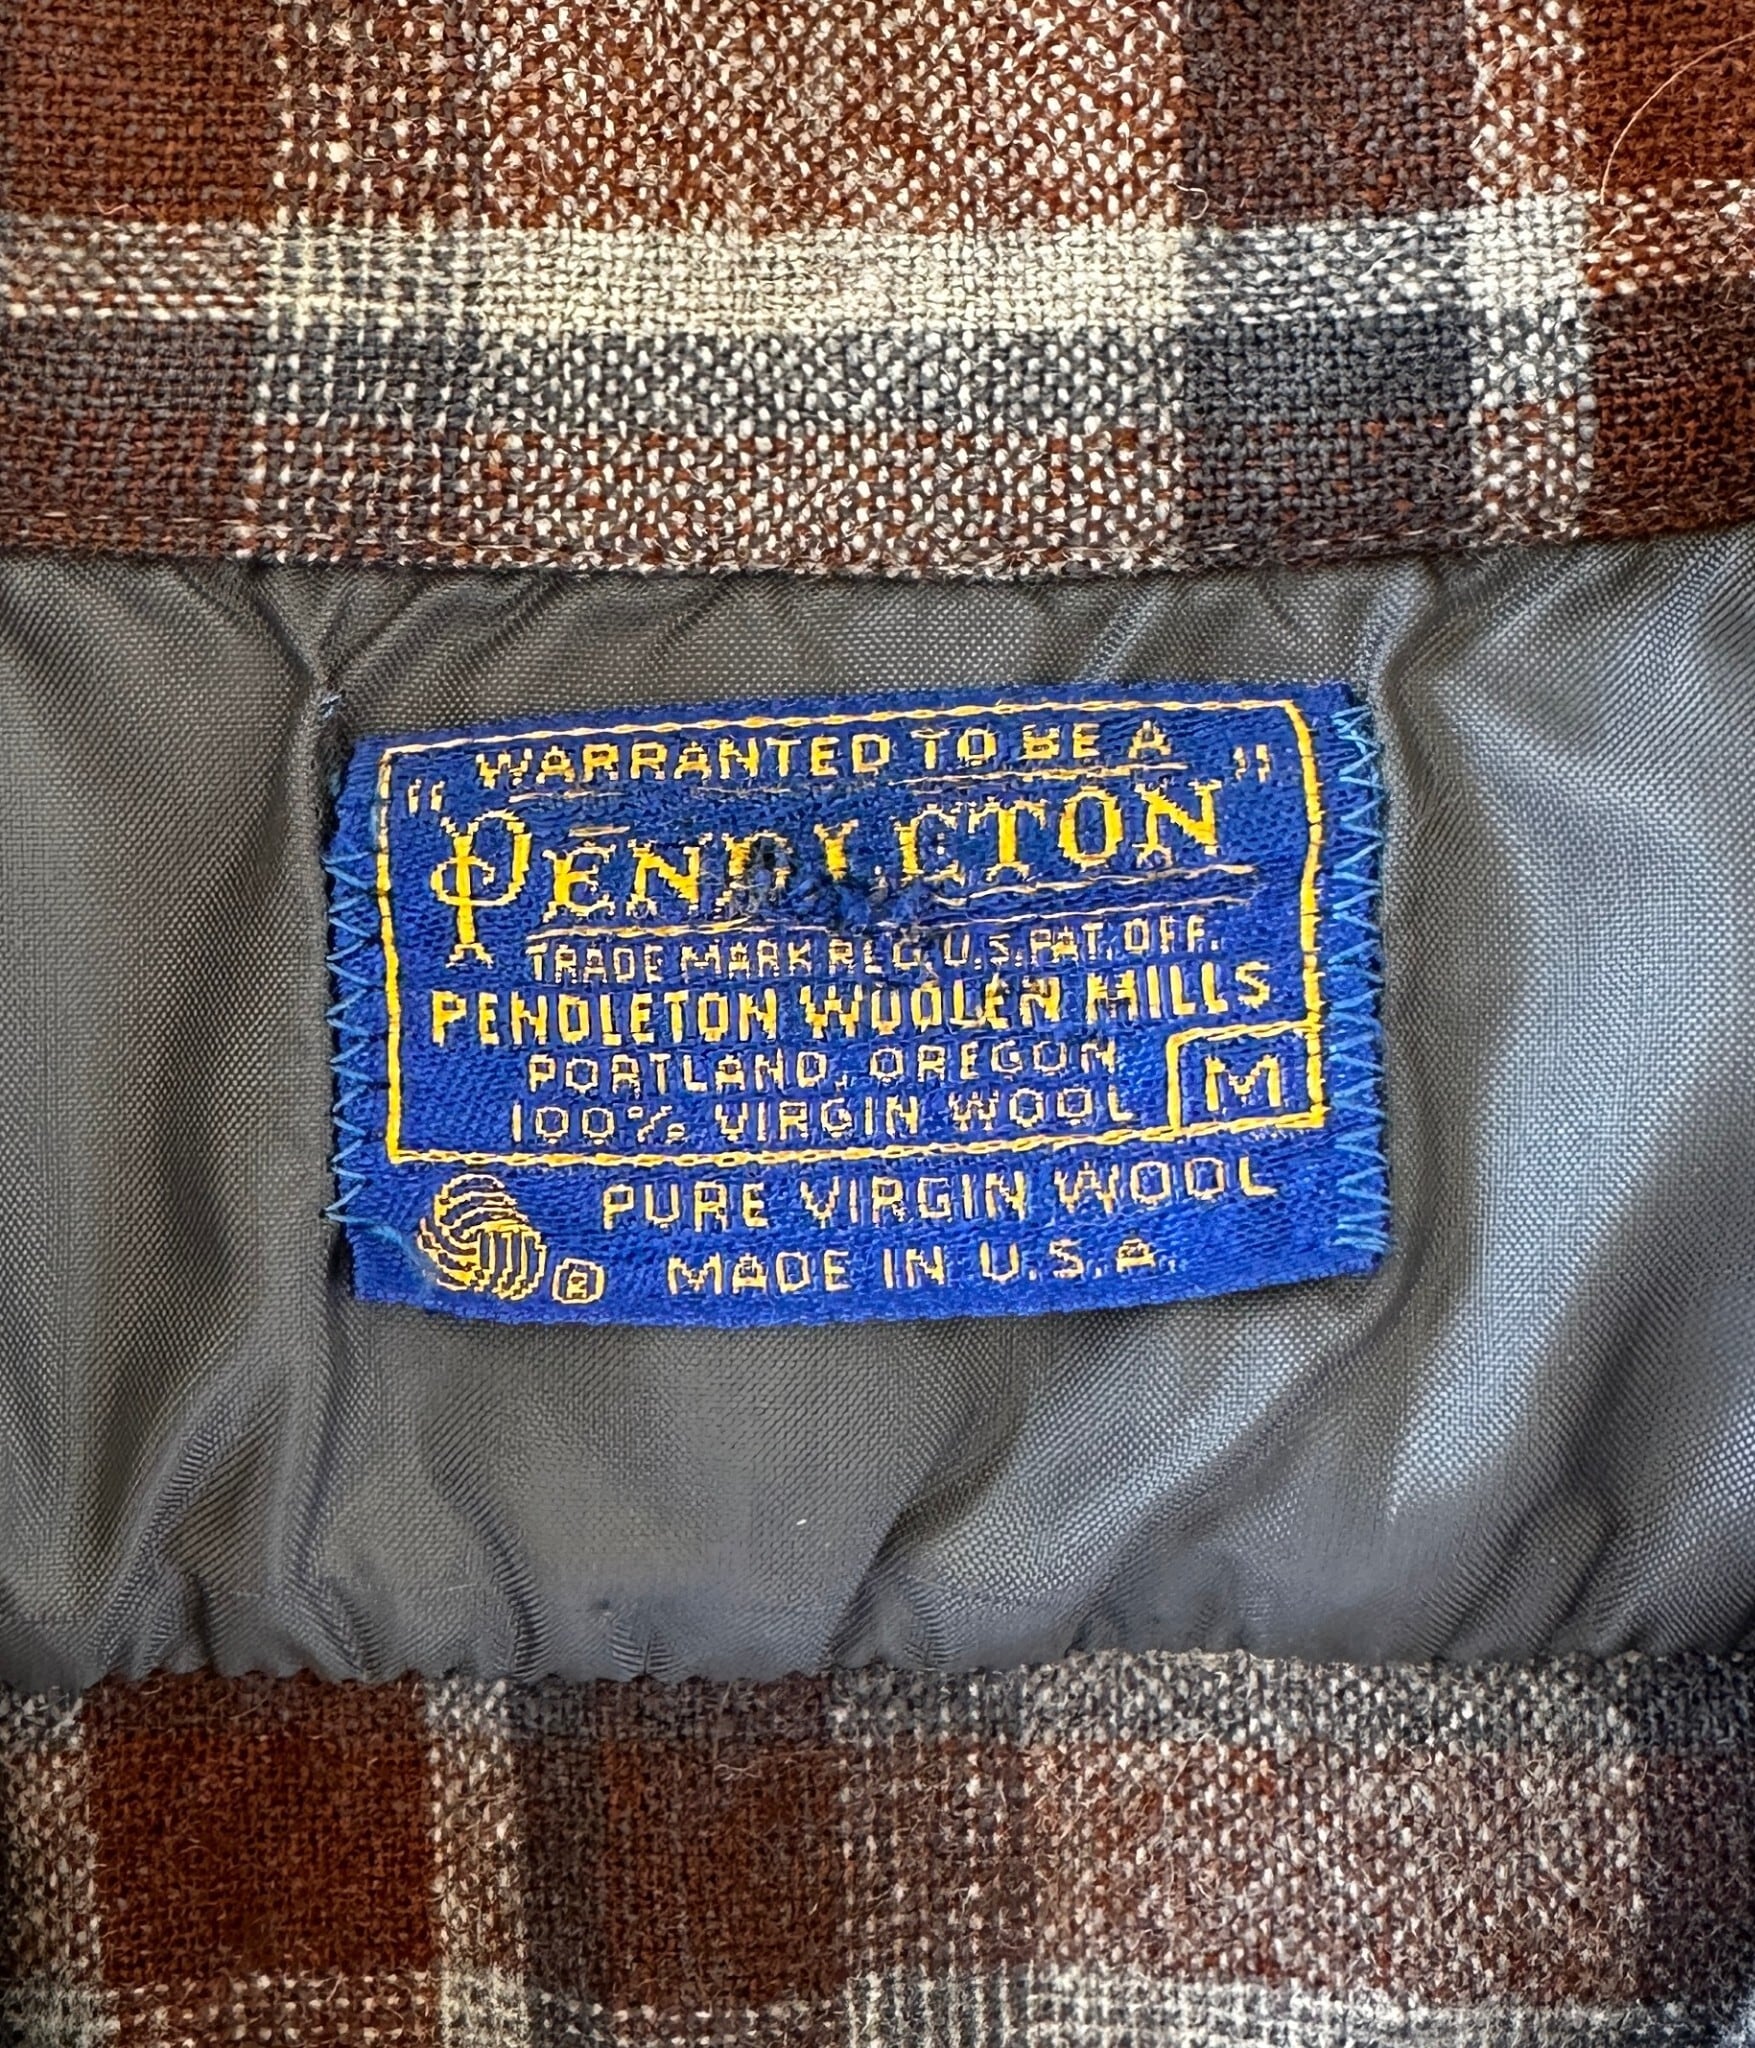 WARRANTED TO BE A
"PENDLETON"
TRADE MARK REG. U.S. PAT. OFF.
PENDLETON WOOLEN MILLS
PORTLAND, OREGON
100% VIRGIN WOOL
M
PURE VIRGIN WOOL
® MADE IN U.S.A.